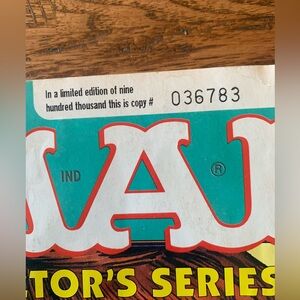 In a limited edition of nine
hundred thousand this is copy # 036783
MAD
IND ®
TOR'S SERIES